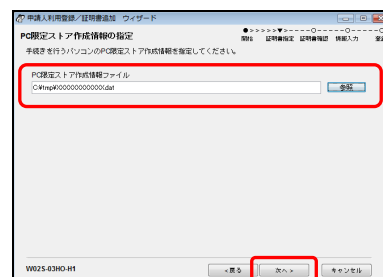 申請人利用登録／証明書追加 ウィザード
PC限定ストア作成情報の指定
手続きを行うパソコンのPC限定ストア作成情報を指定してください。
開始 証明書指定 証明書確認 情報入力
PC限定ストア作成情報ファイル
参照
W02S-03HO-H1
<戻る 次へ> キャンセル